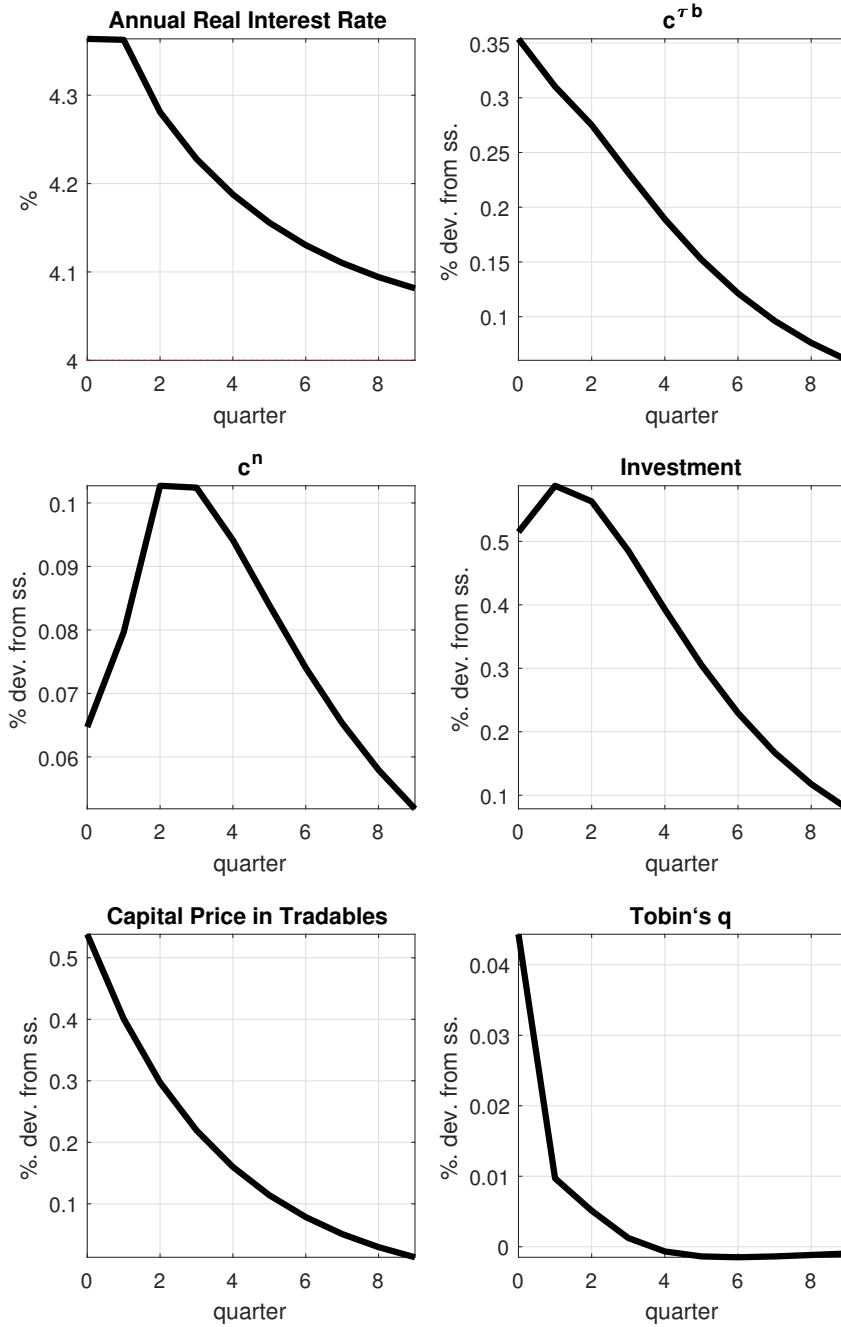 Annual Real Interest Rate
%
4.3
4.2
4.1
4
0 2 4 6 8
quarter
c^τ b
% dev. from ss.
0.35
0.3
0.25
0.2
0.15
0.1
0 2 4 6 8
quarter
c^n
% dev. from ss.
0.1
0.09
0.08
0.07
0.06
0 2 4 6 8
quarter
Investment
%. dev. from ss.
0.5
0.4
0.3
0.2
0.1
0 2 4 6 8
quarter
Capital Price in Tradables
%. dev. from ss.
0.5
0.4
0.3
0.2
0.1
0 2 4 6 8
quarter
Tobin‘s q
%. dev. from ss.
0.04
0.03
0.02
0.01
0
0 2 4 6 8
quarter